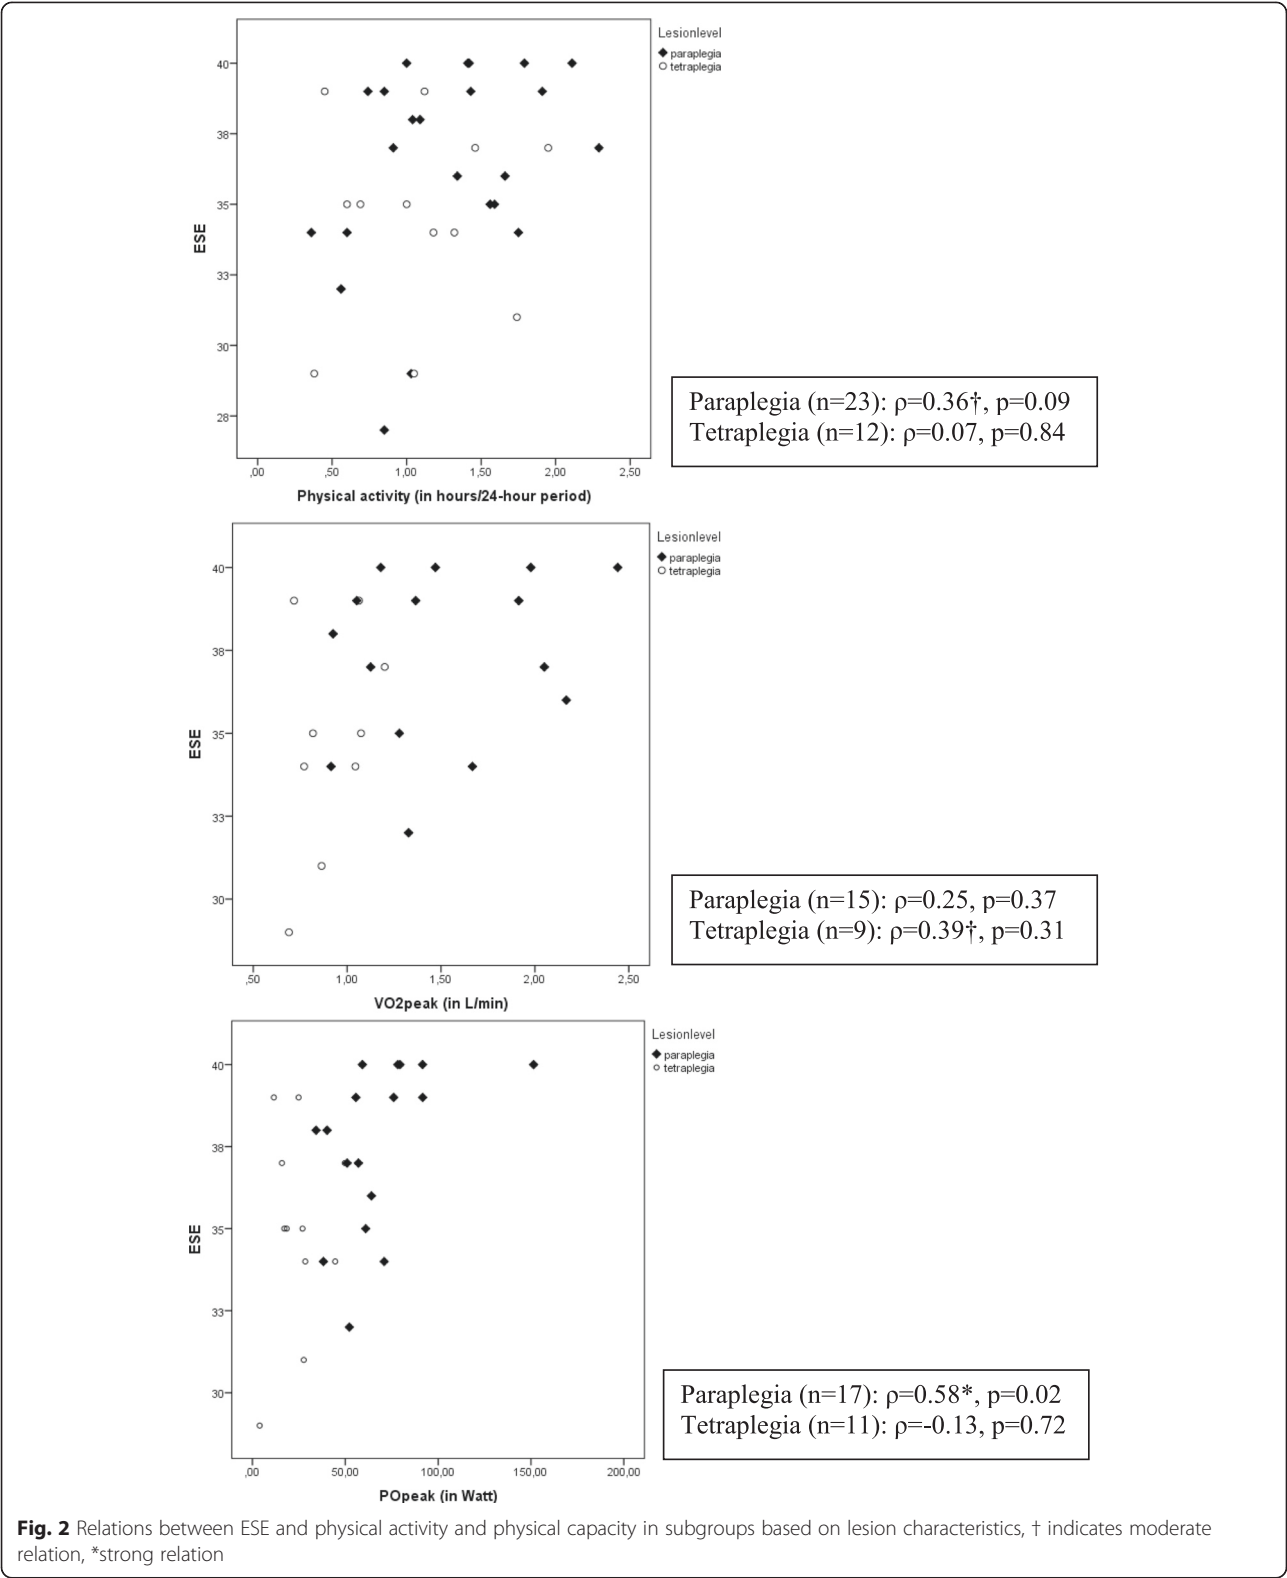 Lesionlevel
paraplegia
tetraplegia
40
38
35
33
30
28
ESE
,00 ,50 1,00 1,50 2,00 2,50
Physical activity (in hours/24-hour period)
Paraplegia (n=23): ρ=0.36†, p=0.09
Tetraplegia (n=12): ρ=0.07, p=0.84
Lesionlevel
paraplegia
tetraplegia
40
38
35
33
30
ESE
,50 1,00 1,50 2,00 2,50
VO2peak (in L/min)
Paraplegia (n=15): ρ=0.25, p=0.37
Tetraplegia (n=9): ρ=0.39†, p=0.31
Lesionlevel
paraplegia
tetraplegia
40
38
35
33
30
ESE
,00 50,00 100,00 150,00 200,00
POpeak (in Watt)
Paraplegia (n=17): ρ=0.58*, p=0.02
Tetraplegia (n=11): ρ=-0.13, p=0.72
Fig. 2 Relations between ESE and physical activity and physical capacity in subgroups based on lesion characteristics, † indicates moderate
relation, *strong relation